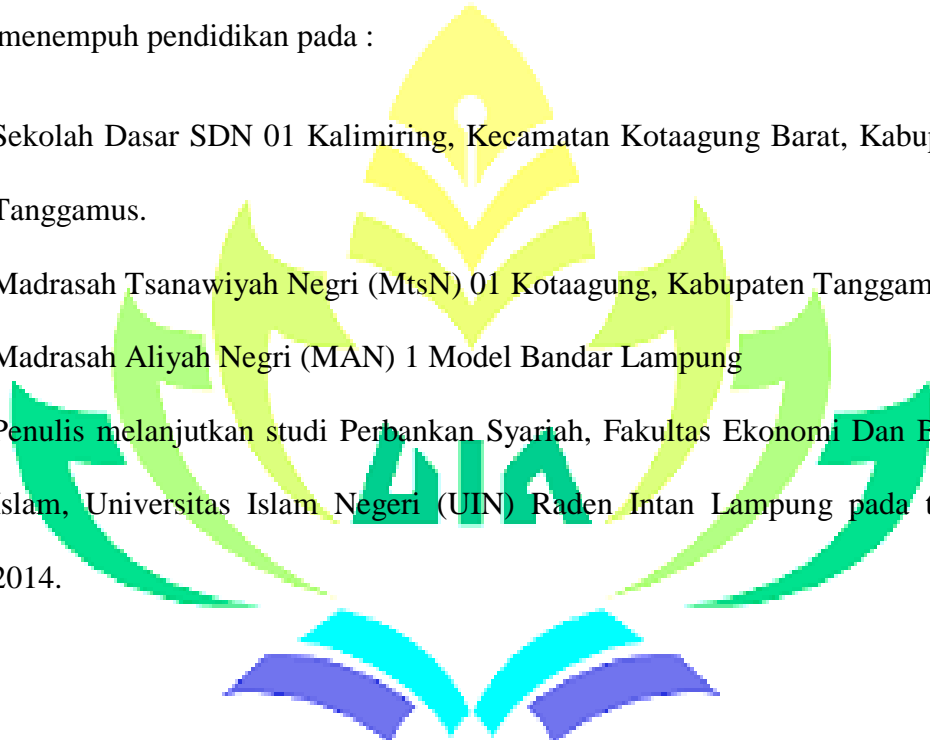 menempuh pendidikan pada :
Sekolah Dasar SDN 01 Kalimiring, Kecamatan Kotaagung Barat, Kabup
Tanggamus.
Madrasah Tsanawiyah Negri (MtsN) 01 Kotaagung, Kabupaten Tanggam
Madrasah Aliyah Negri (MAN) 1 Model Bandar Lampung
Penulis melanjutkan studi Perbankan Syariah, Fakultas Ekonomi Dan B
Islam, Universitas Islam Negeri (UIN) Raden Intan Lampung pada t
UIN
2014.